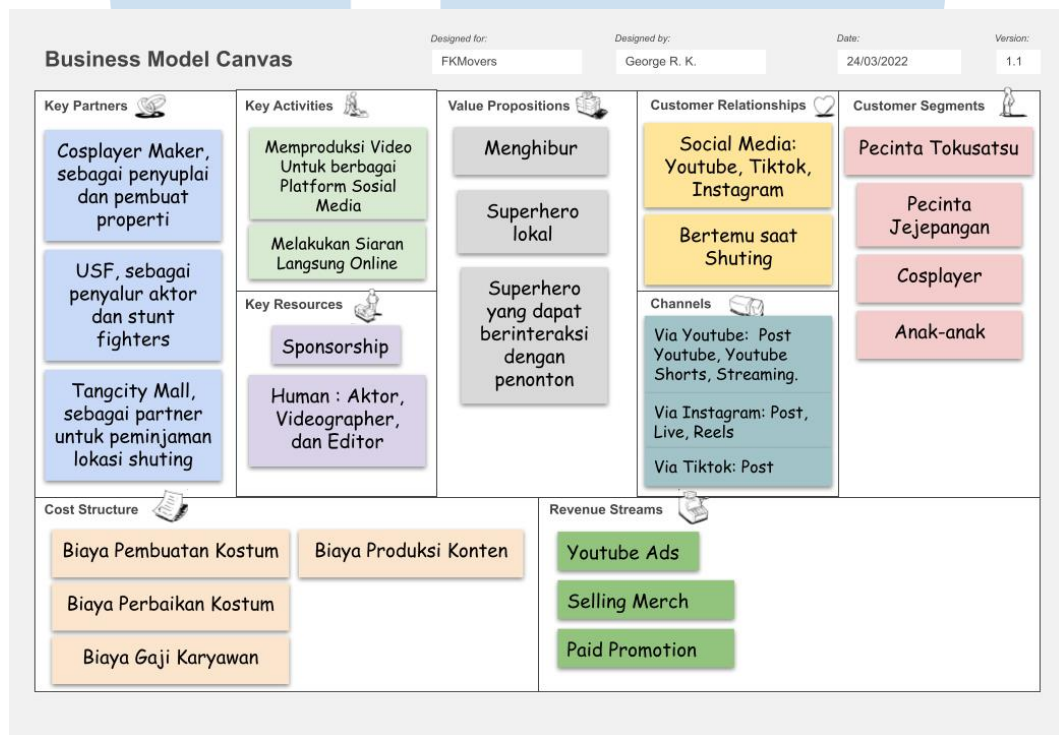 Business Model Canvas
Designed for:
FKMovers
Designed by:
George R. K.
Date:
24/03/2022
Version:
1.1
Key Partners
Cosplayer Maker,
sebagai penyuplai
dan pembuat
properti
USF, sebagai
penyalur aktor
dan stunt
fighters
Tangcity Mall,
sebagai partner
untuk peminjaman
lokasi shuting
Key Activities
Memproduksi Video
Untuk berbagai
Platform Sosial
Media
Melakukan Siaran
Langsung Online
Key Resources
Sponsorship
Human : Aktor,
Videographer,
dan Editor
Value Propositions
Menghibur
Superhero
lokal
Superhero
yang dapat
berinteraksi
dengan
penonton
Customer Relationships
Social Media:
Youtube, Tiktok,
Instagram
Bertemu saat
Shuting
Channels
Via Youtube: Post
Youtube, Youtube
Shorts, Streaming.
Via Instagram: Post,
Live, Reels
Via Tiktok: Post
Customer Segments
Pecinta Tokusatsu
Pecinta
Jejepangan
Cosplayer
Anak-anak
Cost Structure
Biaya Pembuatan Kostum
Biaya Produksi Konten
Biaya Perbaikan Kostum
Biaya Gaji Karyawan
Revenue Streams
Youtube Ads
Selling Merch
Paid Promotion